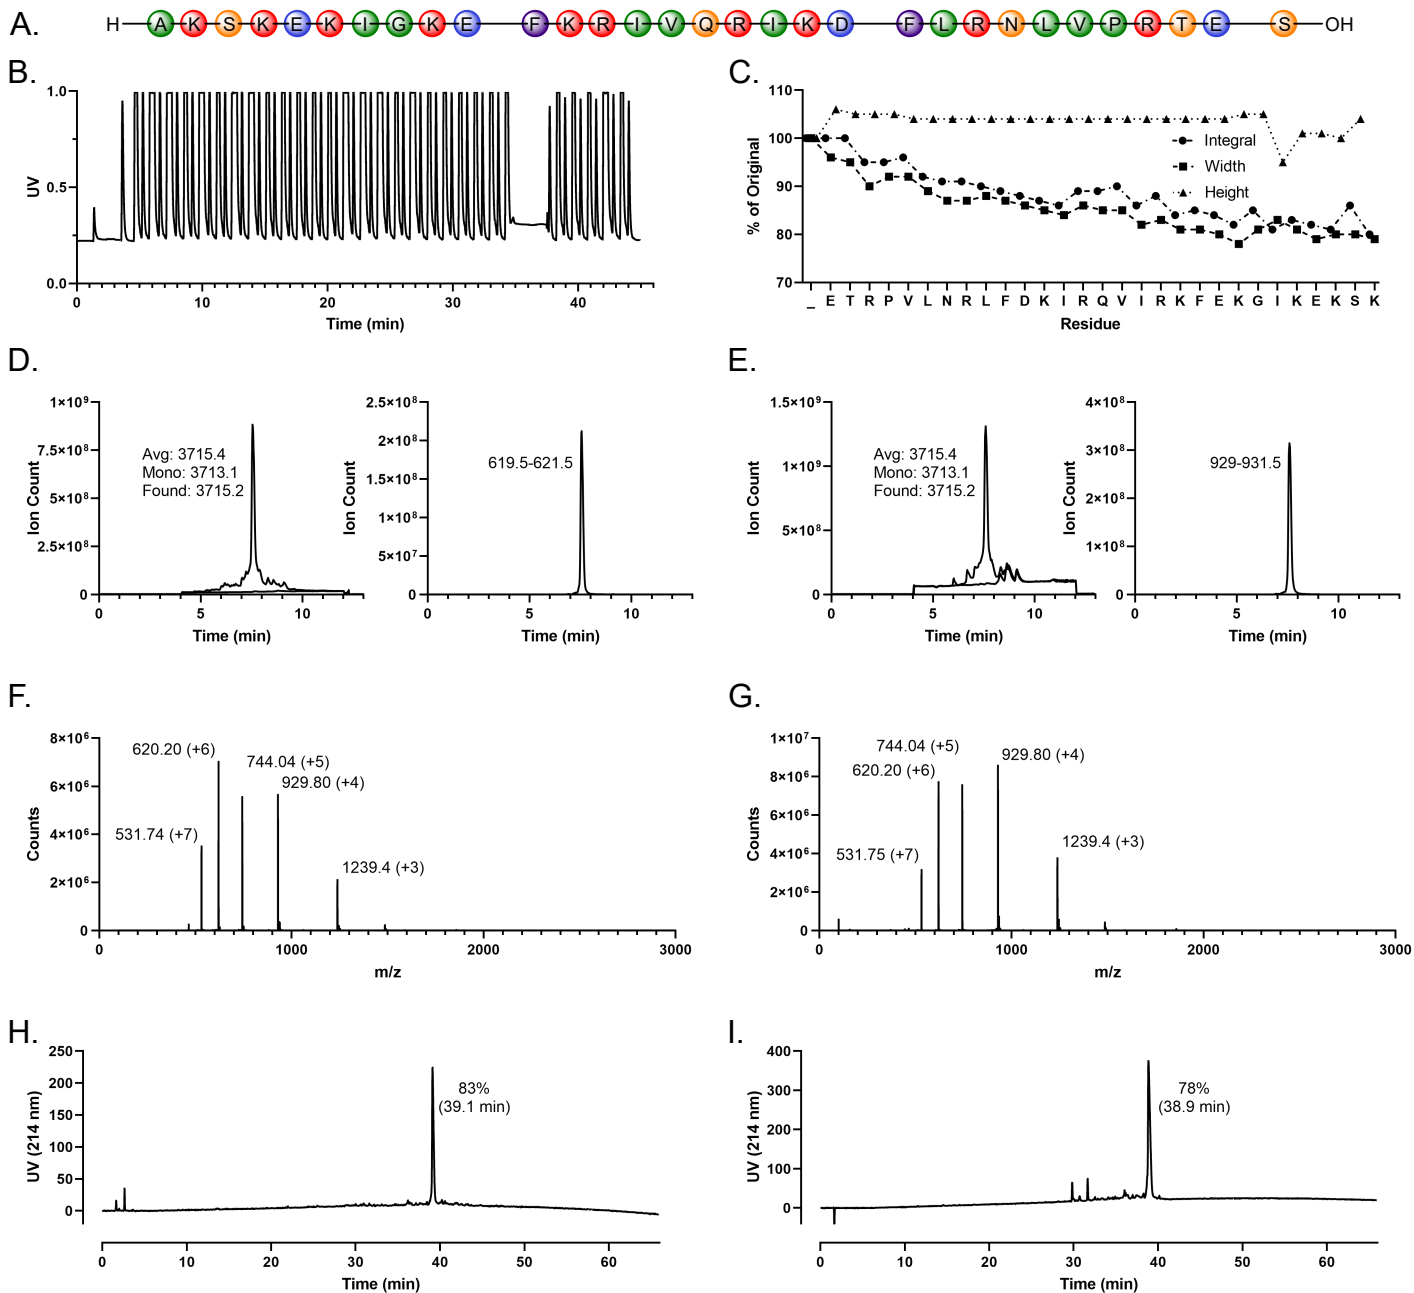 A.
H A K S K E K I G K E F K R I V Q R I K D F L R N L V P R T E S OH
B.
1.0
0.5
0.0
UV
0 10 20 30 40
Time (min)
C.
110
100
90
80
70
% of Original
Integral
Width
Height
_ E T R P V L N R L F D K I R Q V I R K F E K G I K E K S K
Residue
D.
1×10⁹
7.5×10⁸
5×10⁸
2.5×10⁸
0
Ion Count
Avg: 3715.4
Mono: 3713.1
Found: 3715.2
0 5 10
Time (min)
2.5×10⁸
2×10⁸
1.5×10⁸
1×10⁸
5×10⁷
0
Ion Count
619.5-621.5
0 5 10
Time (min)
E.
1.5×10⁹
1×10⁹
5×10⁸
0
Ion Count
Avg: 3715.4
Mono: 3713.1
Found: 3715.2
0 5 10
Time (min)
4×10⁸
3×10⁸
2×10⁸
1×10⁸
0
Ion Count
929-931.5
0 5 10
Time (min)
F.
8×10⁶
6×10⁶
4×10⁶
2×10⁶
0
Counts
620.20 (+6)
744.04 (+5)
929.80 (+4)
531.74 (+7)
1239.4 (+3)
0 1000 2000 3000
m/z
G.
1×10⁷
8×10⁶
6×10⁶
4×10⁶
2×10⁶
0
Counts
744.04 (+5)
929.80 (+4)
620.20 (+6)
1239.4 (+3)
531.75 (+7)
0 1000 2000 3000
m/z
H.
250
200
150
100
50
0
UV (214 nm)
83%
(39.1 min)
0 10 20 30 40 50 60
Time (min)
I.
400
300
200
100
0
UV (214 nm)
78%
(38.9 min)
0 10 20 30 40 50 60
Time (min)